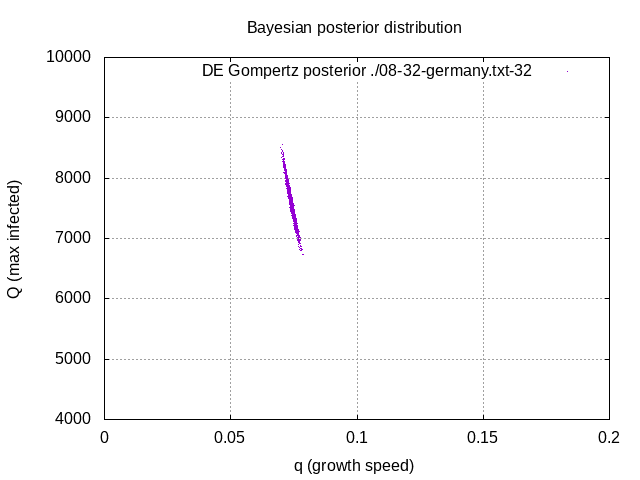 Bayesian posterior distribution
DE Gompertz posterior ./08-32-germany.txt-32
10000
9000
8000
7000
6000
5000
4000
Q (max infected)
0 0.05 0.1 0.15 0.2
q (growth speed)